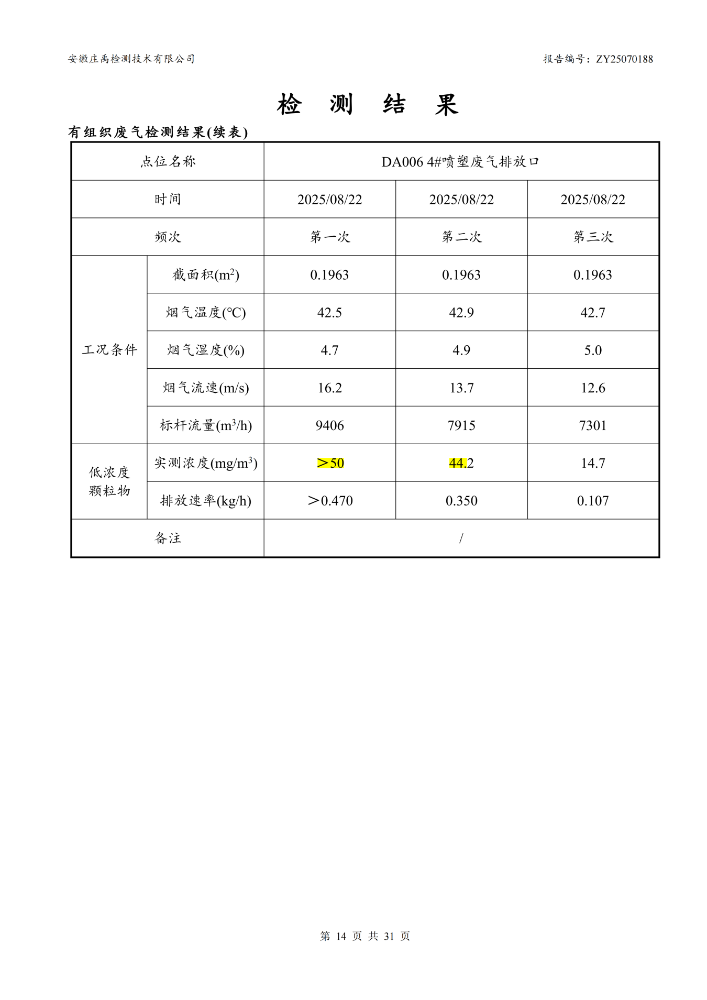 安徽庄禹检测技术有限公司 报告编号：ZY25070188
检 测 结 果
有组织废气检测结果(续表)
点位名称 DA006 4#喷塑废气排放口
时间 2025/08/22 2025/08/22 2025/08/22
频次 第一次 第二次 第三次
工况条件 截面积(m²) 0.1963 0.1963 0.1963
烟气温度(℃) 42.5 42.9 42.7
烟气湿度(%) 4.7 4.9 5.0
烟气流速(m/s) 16.2 13.7 12.6
标杆流量(m³/h) 9406 7915 7301
低浓度
颗粒物
实测浓度(mg/m³) ＞50 44.2 14.7
排放速率(kg/h) ＞0.470 0.350 0.107
备注 /
第 14 页 共 31 页